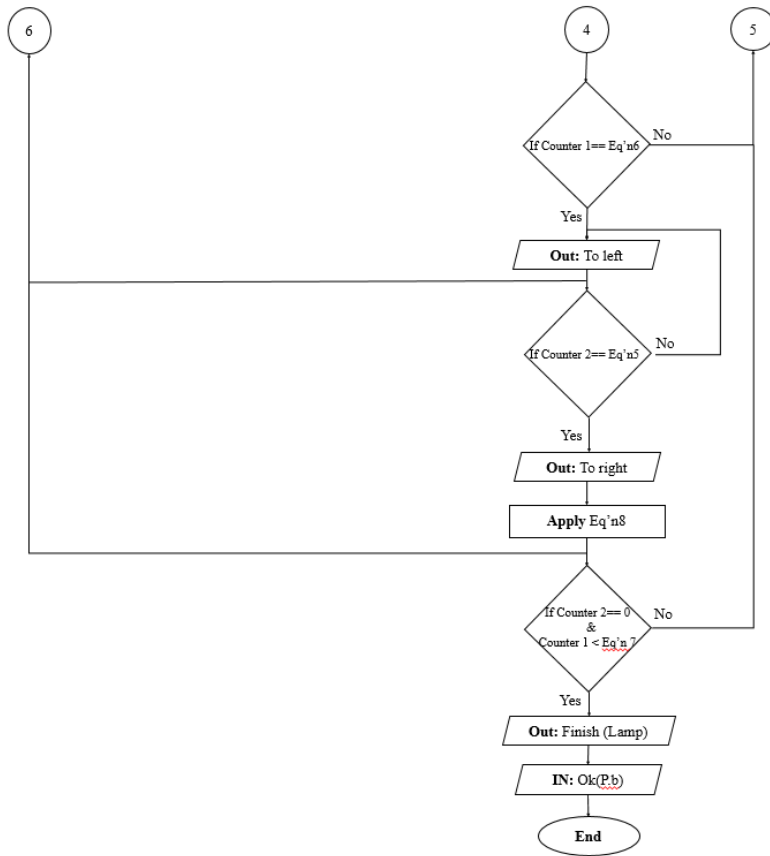 6
4
5
If Counter 1== Eq’n6
No
Yes
Out: To left
If Counter 2== Eq’n5
No
Yes
Out: To right
Apply Eq’n8
If Counter 2== 0
&
Counter 1 < Eq’n 7
No
Yes
Out: Finish (Lamp)
IN: Ok(P.b)
End